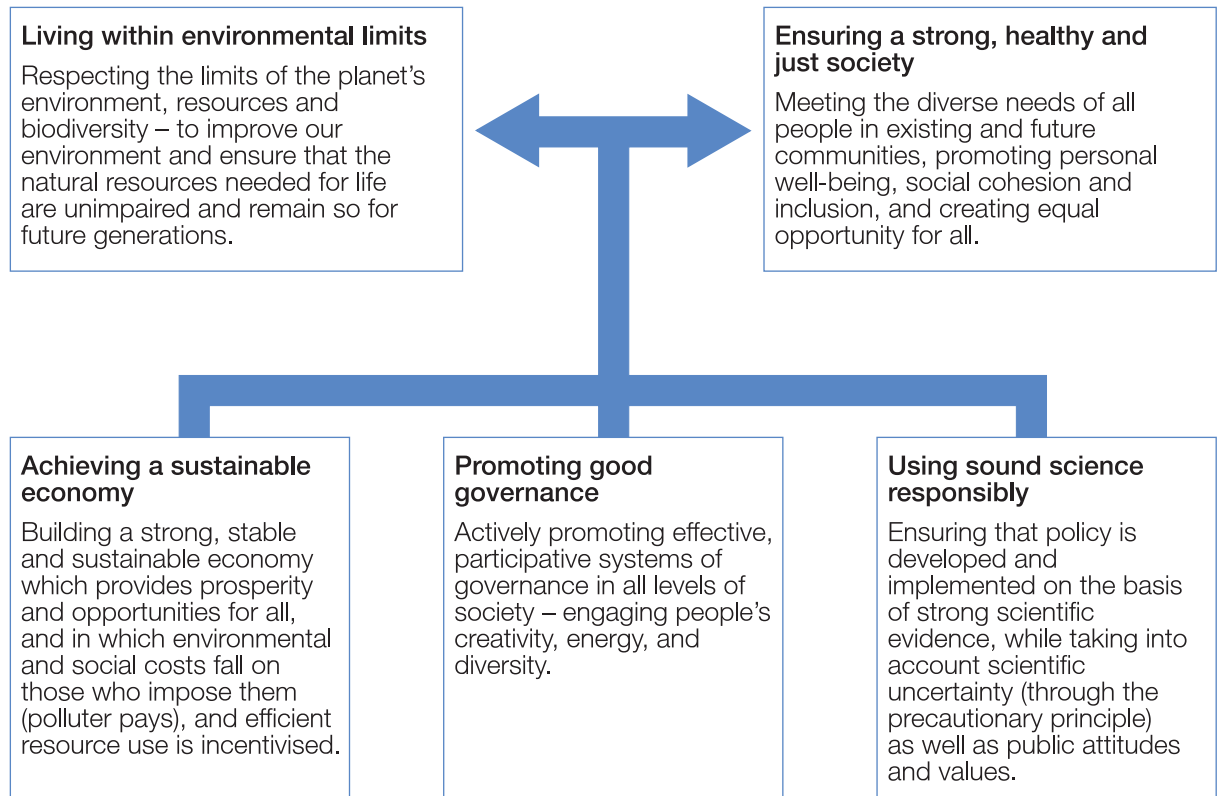 Living within environmental limits
Respecting the limits of the planet's
environment, resources and
biodiversity – to improve our
environment and ensure that the
natural resources needed for life
are unimpaired and remain so for
future generations.
Ensuring a strong, healthy and
just society
Meeting the diverse needs of all
people in existing and future
communities, promoting personal
well-being, social cohesion and
inclusion, and creating equal
opportunity for all.
Achieving a sustainable
economy
Building a strong, stable
and sustainable economy
which provides prosperity
and opportunities for all,
and in which environmental
and social costs fall on
those who impose them
(polluter pays), and efficient
resource use is incentivised.
Promoting good
governance
Actively promoting effective,
participative systems of
governance in all levels of
society – engaging people's
creativity, energy, and
diversity.
Using sound science
responsibly
Ensuring that policy is
developed and
implemented on the basis
of strong scientific
evidence, while taking into
account scientific
uncertainty (through the
precautionary principle)
as well as public attitudes
and values.